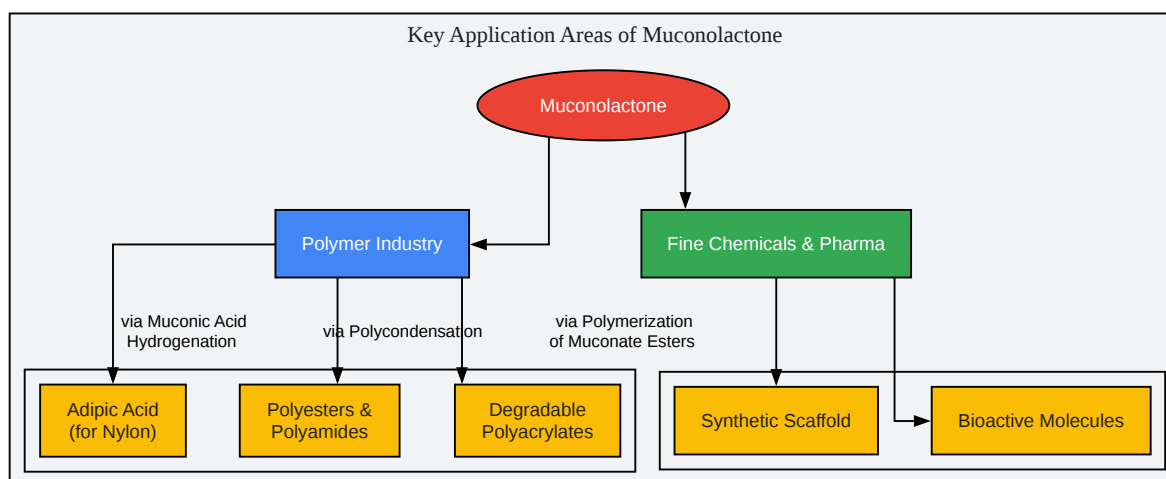 Key Application Areas of Muconolactone
Muconolactone
Polymer Industry
Fine Chemicals & Pharma
via Muconic Acid
Hydrogenation
via Polycondensation
via Polymerization
of Muconate Esters
Adipic Acid
(for Nylon)
Polyesters &
Polyamides
Degradable
Polyacrylates
Synthetic Scaffold
Bioactive Molecules